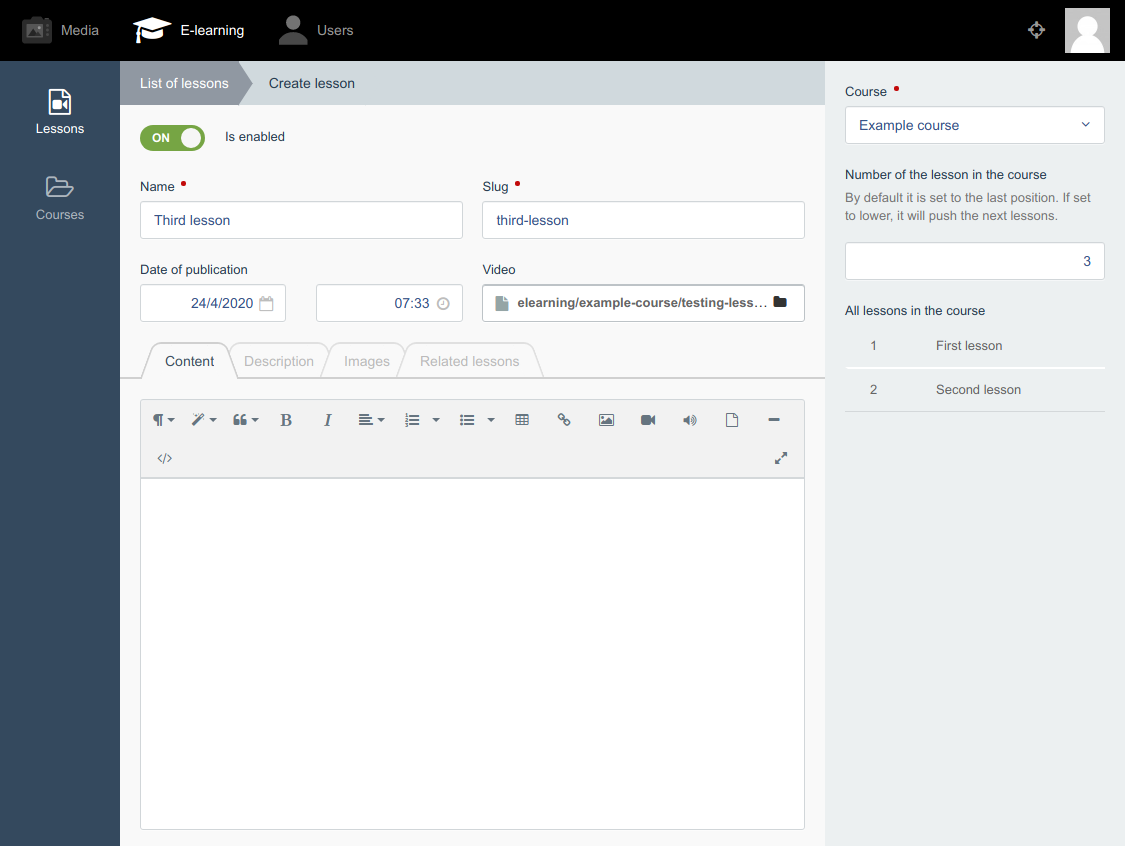 Media
E-learning
Users
Lessons
Courses
List of lessons
Create lesson
ON
Is enabled
Name
Slug
Third lesson
third-lesson
Date of publication
Video
24/4/2020
07:33
elearning/example-course/testing-less...
Content
Description
Images
Related lessons
Course
Example course
Number of the lesson in the course
By default it is set to the last position. If set
to lower, it will push the next lessons.
3
All lessons in the course
1 First lesson
2 Second lesson